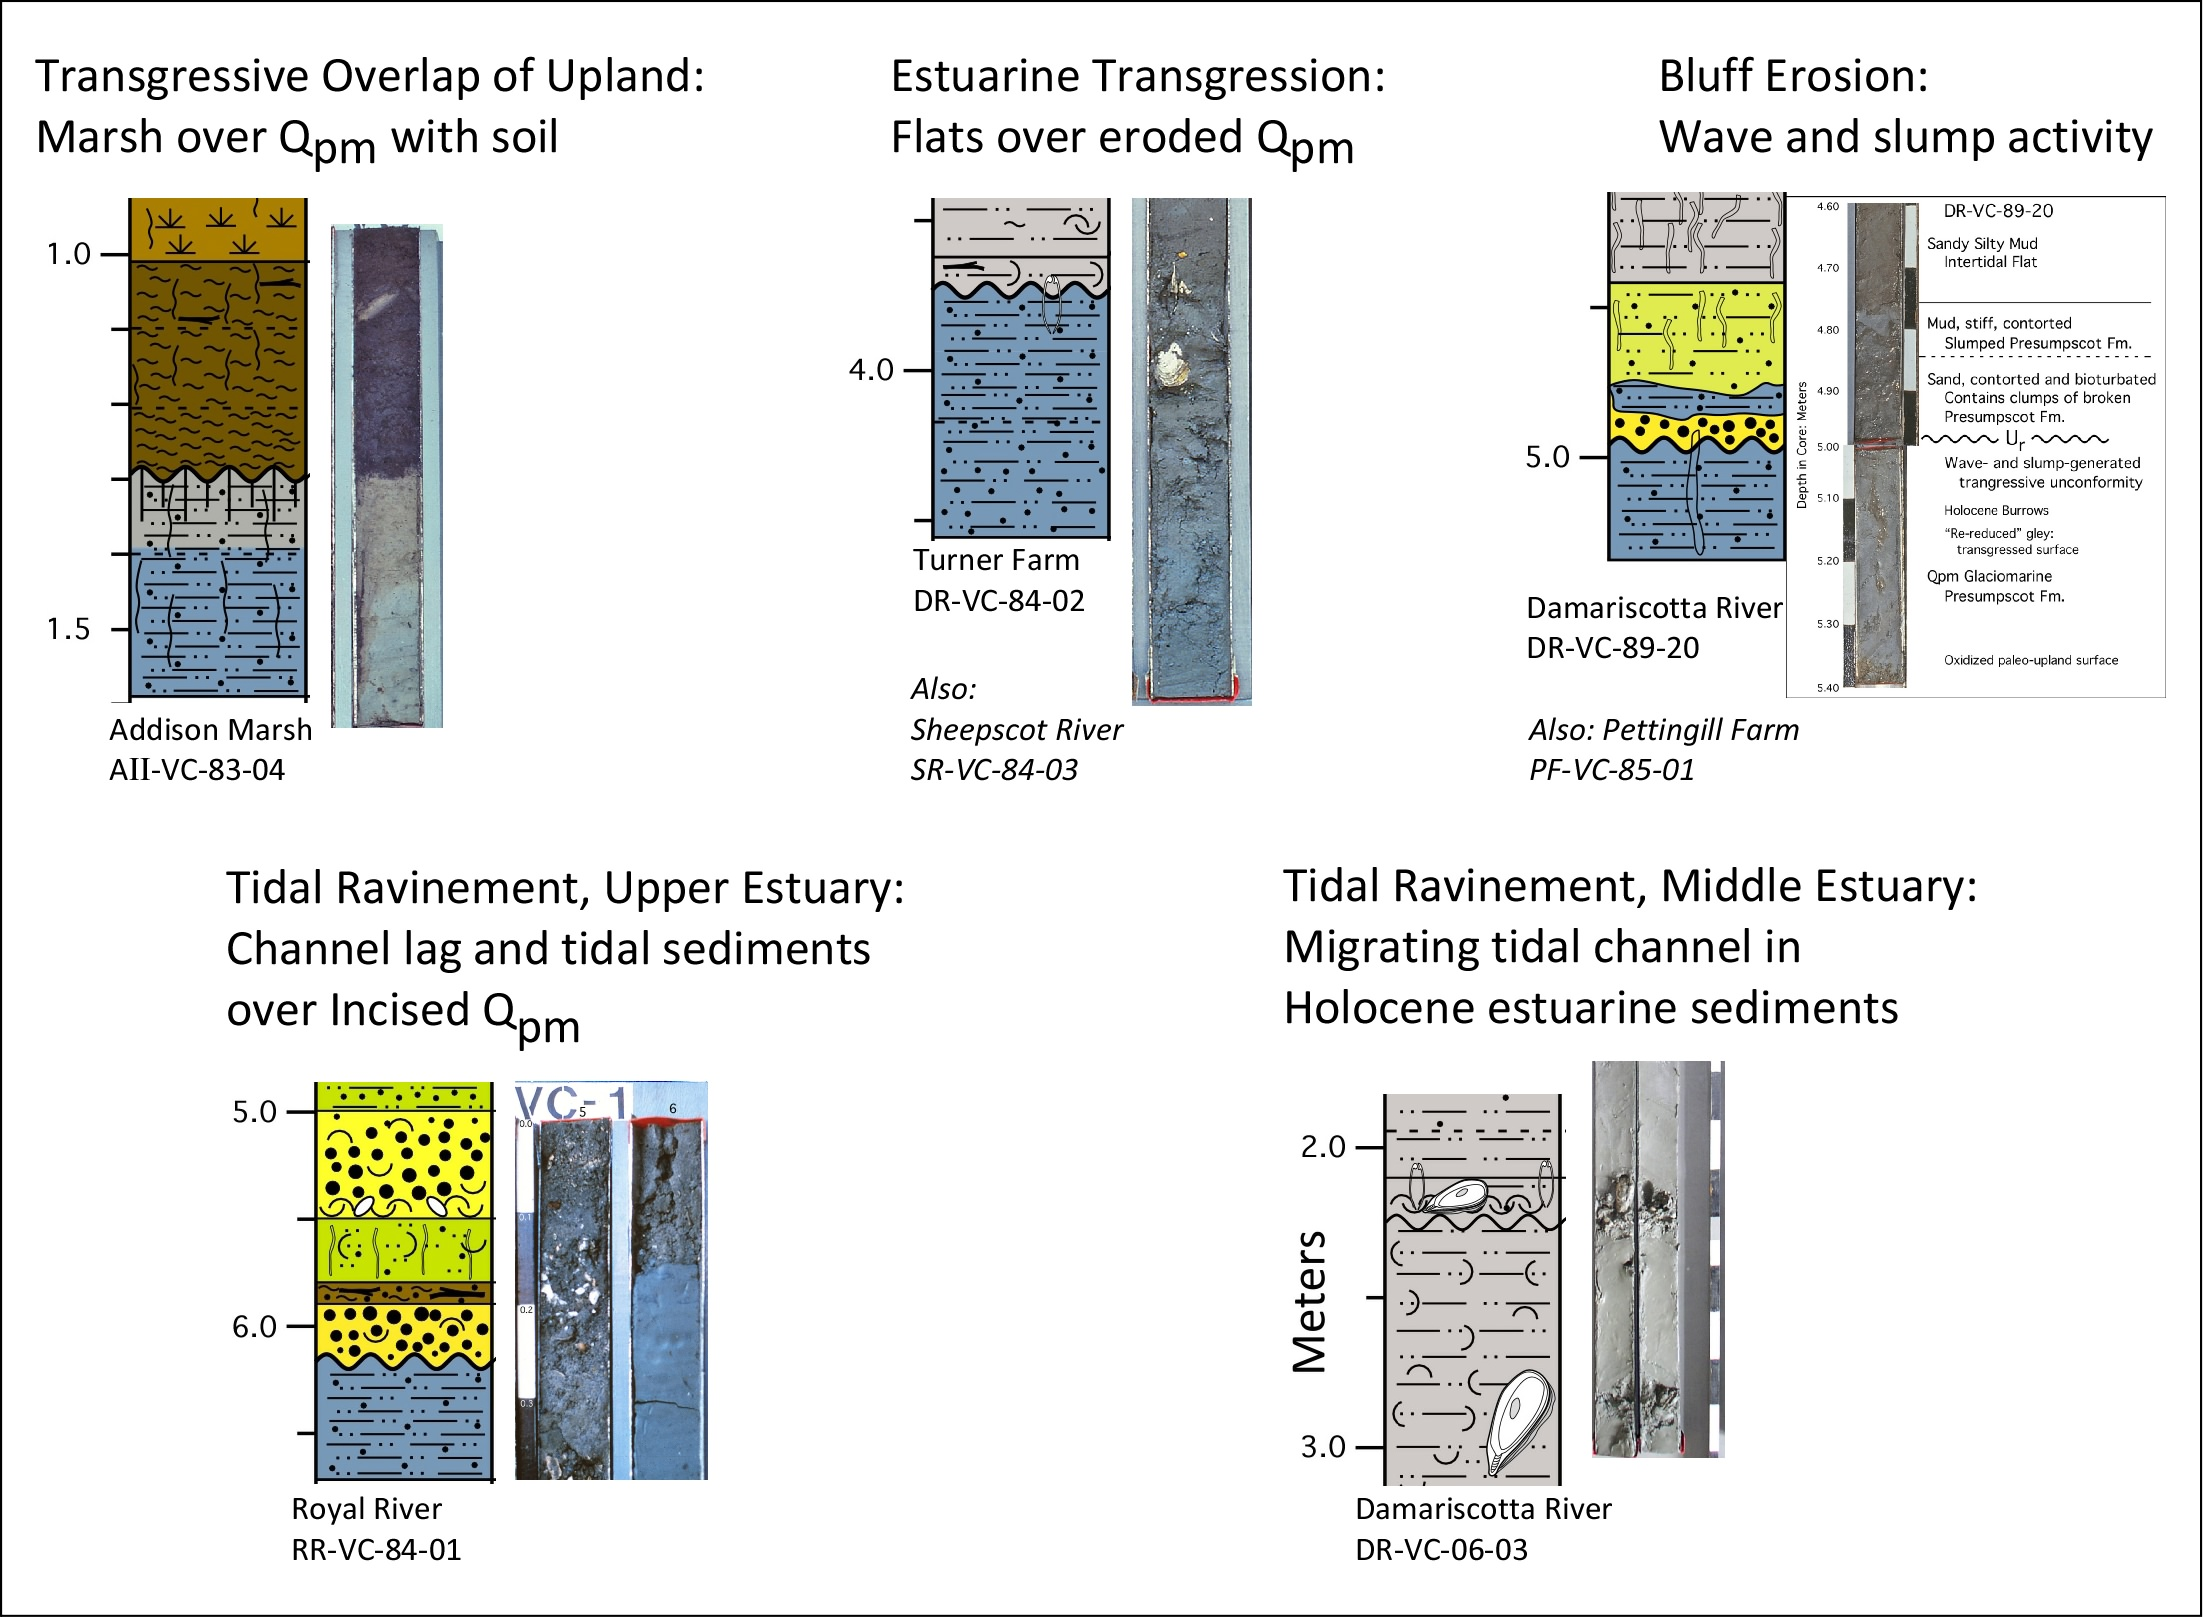 Transgressive Overlap of Upland:
Marsh over Qpm with soil
1.0
1.5
Addison Marsh
AII-VC-83-04
Estuarine Transgression:
Flats over eroded Qpm
4.0
Turner Farm
DR-VC-84-02
Also:
Sheepscot River
SR-VC-84-03
Bluff Erosion:
Wave and slump activity
5.0
Damariscotta River
DR-VC-89-20
Also: Pettingill Farm
PF-VC-85-01
Depth in Core: Meters
4.60
4.70
4.80
4.90
5.00
5.10
5.20
5.30
5.40
DR-VC-89-20
Sandy Silty Mud
Intertidal Flat
Mud, stiff, contorted
Slumped Presumpscot Fm.
Sand, contorted and bioturbated
Contains clumps of broken
Presumpscot Fm.
Ur
Wave- and slump-generated
trangressive unconformity
Holocene Burrows
“Re-reduced” gley:
transgressed surface
Qpm Glaciomarine
Presumpscot Fm.
Oxidized paleo-upland surface
Tidal Ravinement, Upper Estuary:
Channel lag and tidal sediments
over Incised Qpm
5.0
6.0
VC-1
5
6
0.0
0.1
0.2
0.3
Royal River
RR-VC-84-01
Tidal Ravinement, Middle Estuary:
Migrating tidal channel in
Holocene estuarine sediments
Meters
2.0
3.0
Damariscotta River
DR-VC-06-03